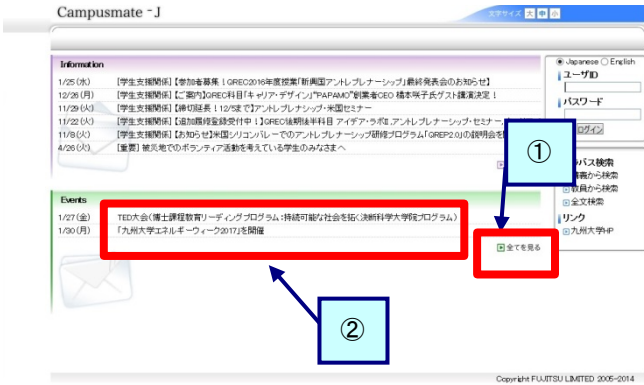 Campusmate-J
文字サイズ 大 中 小
Information
1/25(水) [学生支援関係]【参加者募集!QREC2016年度授業「新興国アントレプレナーシップ」最終発表会のお知らせ】
12/26(月) [学生支援関係]【ご案内】QREC科目「キャリア・デザイン」"PAPAMO"創業者CEO 橋本咲子氏ゲスト講演決定!
11/29(火) [学生支援関係]【締切延長!12/5まで】アントレプレナーシップ・米国セミナー
11/22(火) [学生支援関係]【追加履修登録受付中!】QREC後期後半科目 アイデア・ラボII,アントレプレナーシップ・セミナー
11/8(火) [学生支援関係]【お知らせ】米国シリコンバレーでのアントレプレナーシップ研修プログラム「QREP2.0」の説明会を
4/26(火) [重要] 被災地でのボランティア活動を考えている学生のみなさまへ
Events
1/27(金) TED大会(博士課程教育リーディングプログラム:持続可能な社会を拓く決断科学大学院プログラム)
1/30(月) 「九州大学エネルギーウィーク2017」を開催
全てを見る
Japanese English
ユーザID
パスワード
ログイン
バス検索
から検索
教員から検索
全文検索
リンク
九州大学HP
①
②
Copyright FUJITSU LIMITED 2005-2014